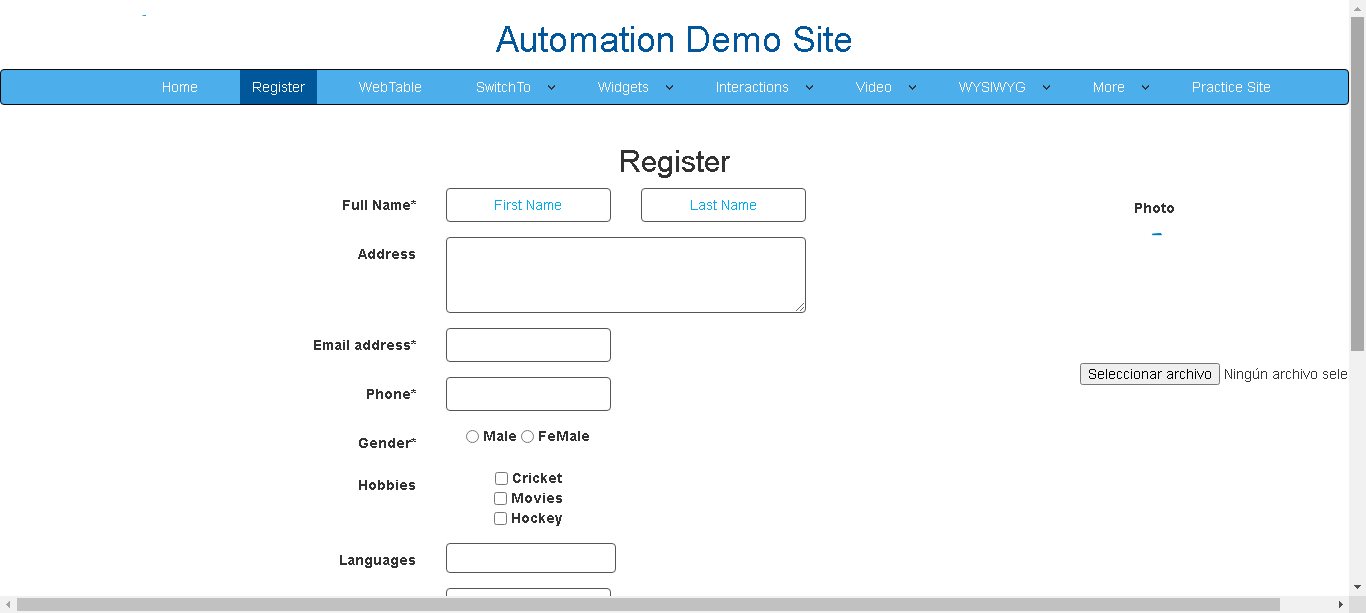 Automation Demo Site
Home Register WebTable SwitchTo Widgets Interactions Video WYSIWYG More Practice Site
Register
Full Name* First Name Last Name
Photo
Address
Email address*
Seleccionar archivo Ningún archivo sele
Phone*
Gender* Male FeMale
Hobbies Cricket
Movies
Hockey
Languages